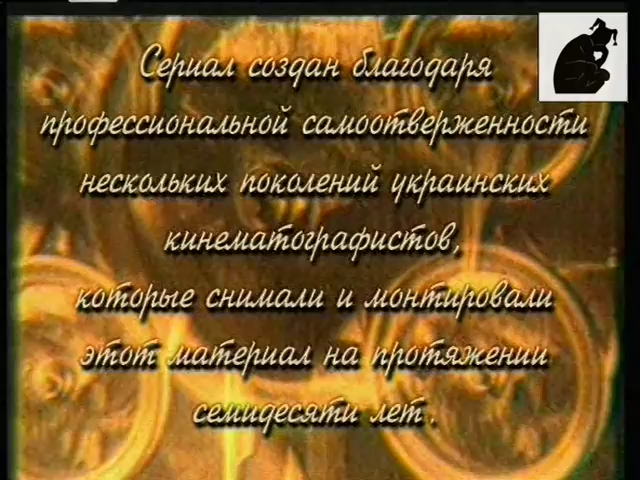 Сериал создан благодаря
профессиональной самоотверженности
нескольких поколений украинских
кинематографистов,
которые снимали и монтировали
этот материал на протяжении
семидесяти лет.